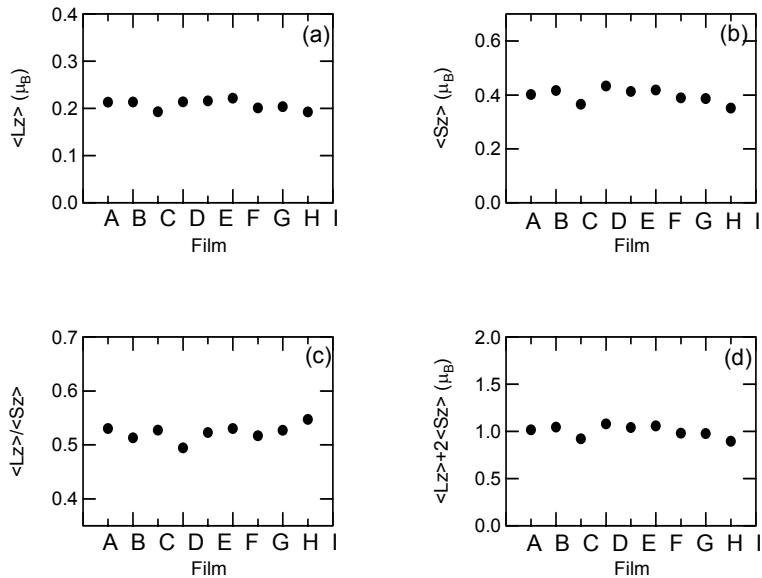 (a)
<Lz> (μB)
0.4
0.3
0.2
0.1
0.0
A B C D E F G H I
Film
(b)
<Sz> (μB)
0.6
0.4
0.2
0.0
A B C D E F G H I
Film
(c)
<Lz>/<Sz>
0.7
0.6
0.5
0.4
A B C D E F G H I
Film
(d)
<Lz>+2<Sz> (μB)
2.0
1.5
1.0
0.5
0.0
A B C D E F G H I
Film